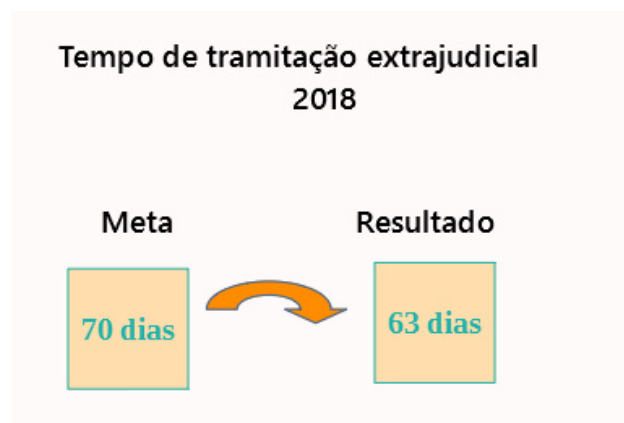 Tempo de tramitação extrajudicial
2018
Meta
Resultado
70 dias
63 dias